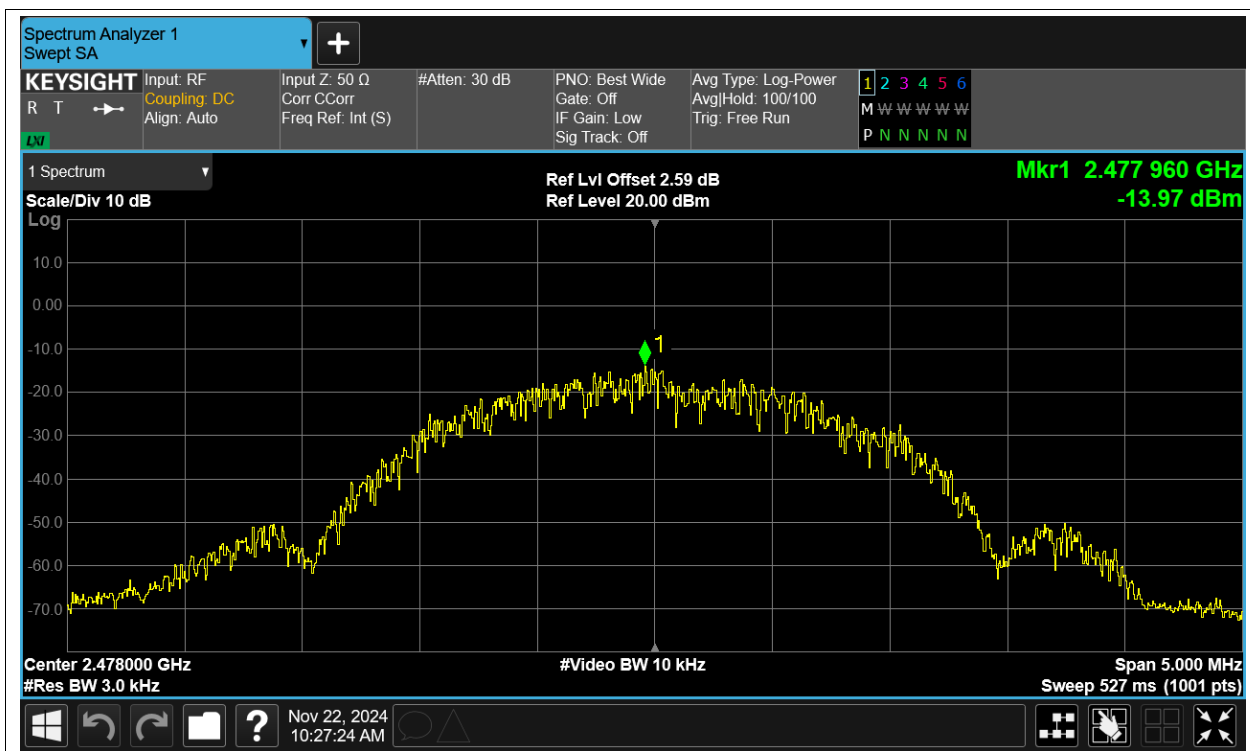 Spectrum Analyzer 1
Swept SA
+
KEYSIGHT
R T
LXI
Input: RF
Coupling: DC
Align: Auto
Input Z: 50 Ω
Corr CCorr
Freq Ref: Int (S)
#Atten: 30 dB
PNO: Best Wide
Gate: Off
IF Gain: Low
Sig Track: Off
Avg Type: Log-Power
Avg|Hold: 100/100
Trig: Free Run
1 2 3 4 5 6
M W W W W W W
P N N N N N
1 Spectrum
Scale/Div 10 dB
Ref Lvl Offset 2.59 dB
Ref Level 20.00 dBm
Mkr1 2.477 960 GHz
-13.97 dBm
Log
10.0
0.00
-10.0
-20.0
-30.0
-40.0
-50.0
-60.0
-70.0
1
Center 2.478000 GHz
#Res BW 3.0 kHz
#Video BW 10 kHz
Span 5.000 MHz
Sweep 527 ms (1001 pts)
?
Nov 22, 2024
10:27:24 AM